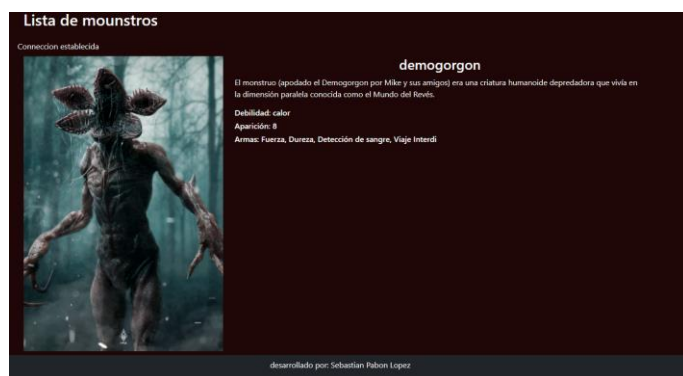 Lista de mounstros
Conneccion establecida
demogorgon
El monstruo (apodado el Demogorgon por Mike y sus amigos) era una criatura humanoide depredadora que vivía en
la dimensión paralela conocida como el Mundo del Revés.
Debilidad: calor
Aparición: 8
Armas: Fuerza, Dureza, Detección de sangre, Viaje Interdi
desarrollado por: Sebastian Pabon Lopez